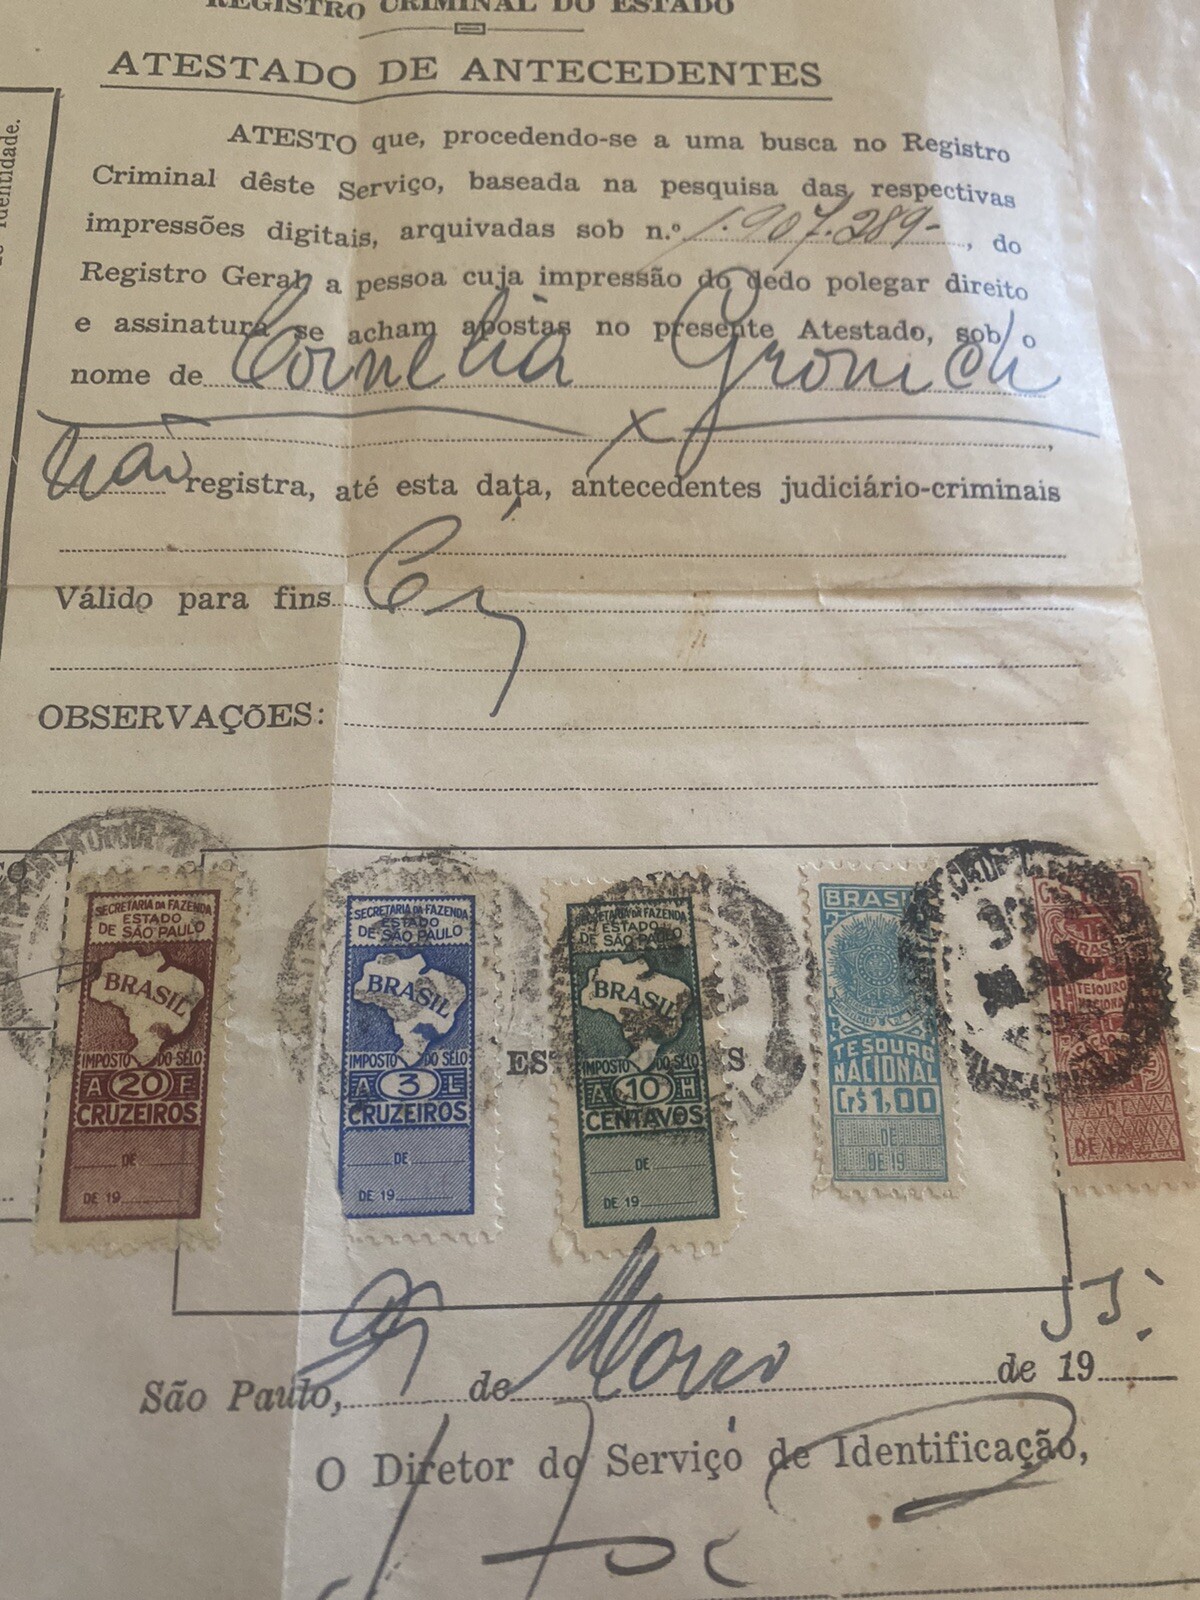 REGISTRO CRIMINAL DO ESTADO
ATESTADO DE ANTECEDENTES
de Identidade.
ATESTO que, procedendo-se a uma busca no Registro
Criminal dêste Serviço, baseada na pesquisa das respectivas
impressões digitais, arquivadas sob n.º 1.907.289-, do
Registro Geral a pessoa cuja impressão do dedo polegar direito
e assinatura se acham apostas no presente Atestado, sob o
nome de Cornelia Gronich
não registra, até esta data, antecedentes judiciário-criminais
Válido para fins
OBSERVAÇÕES:
SECRETARIA DA FAZENDA
ESTADO
DE SÃO PAULO
BRASIL
IMPOSTO DO SELO
A 20 F
CRUZEIROS
DE
DE 19
SECRETARIA DA FAZENDA
ESTADO
DE SÃO PAULO
BRASIL
IMPOSTO DO SELO
A 3 L
CRUZEIROS
DE
DE 19
SECRETARIA DA FAZENDA
ESTADO
DE SÃO PAULO
BRASIL
IMPOSTO DO SELO
A 10 H
CENTAVOS
DE
DE 19
BRASIL
TESOURO
NACIONAL
Cr$ 1,00
DE
DE 19
BRASIL
TESOURO
NACIONAL
DE 19
São Paulo, de Março de 19 55.
O Diretor do Serviço de Identificação,